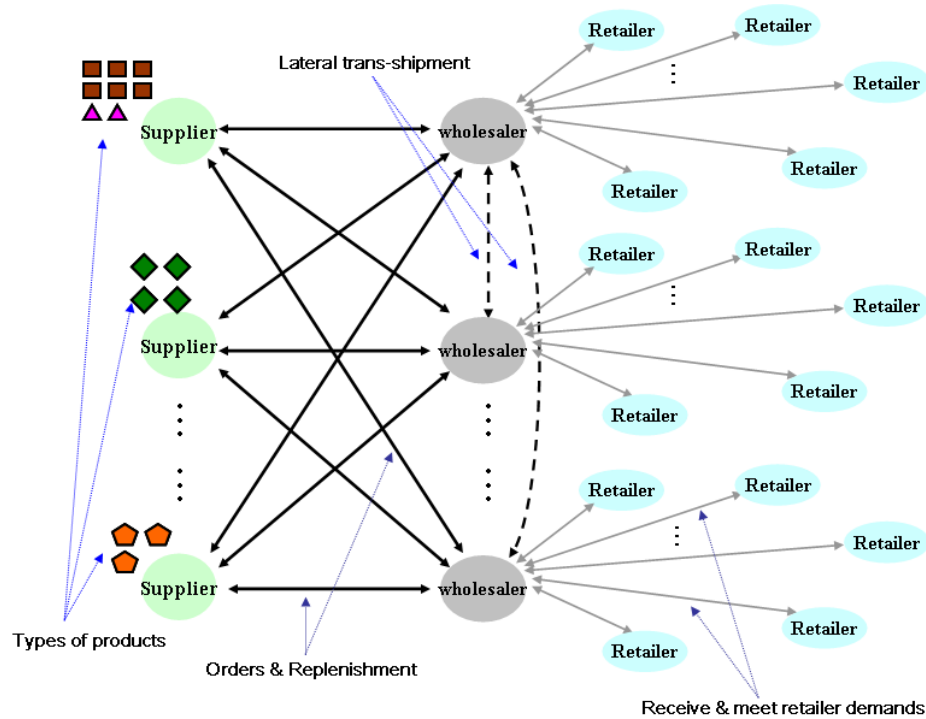 Retailer
Retailer
Lateral trans-shipment
Retailer
Supplier
wholesaler
Retailer
Retailer
Retailer
Retailer
Retailer
Supplier
wholesaler
Retailer
Retailer
Retailer
Retailer
Retailer
Supplier
wholesaler
Retailer
Types of products
Retailer
Orders & Replenishment
Receive & meet retailer demands